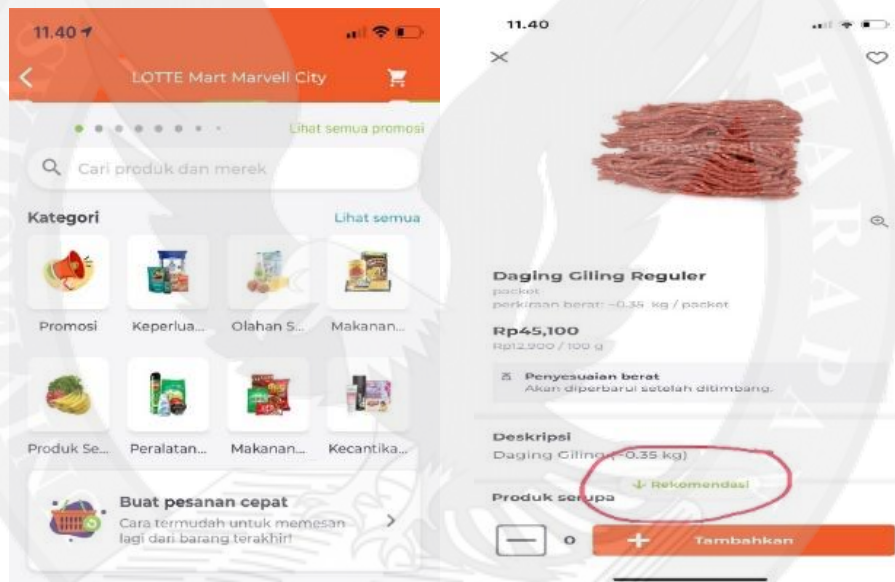 11.40
LOTTE Mart Marvell City
Lihat semua promosi
Cari produk dan merek
Kategori
Lihat semua
Promosi
Keperlua...
Olahan S...
Makanan...
Produk Se...
Peralatan...
Makanan...
Kecantika...
Buat pesanan cepat
Cara termudah untuk memesan
lagi dari barang terakhir!
11.40
Daging Giling Reguler
packet
perkiraan berat: ~0.35 kg / packet
Rp45,100
Rp12,900 / 100 g
Penyesuaian berat
Akan diperbarui setelah ditimbang.
Deskripsi
Daging Giling (~0.35 kg)
Rekomendasi
Produk serupa
0
Tambahkan
HARAPA